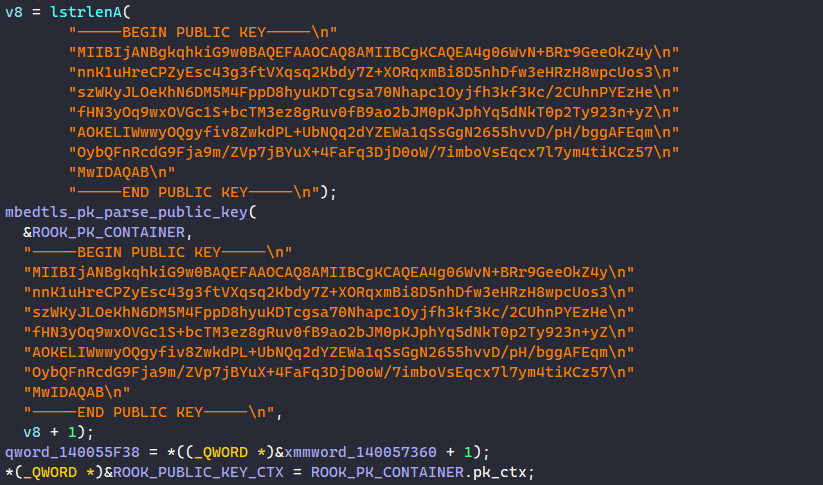 v8 = lstrlenA(
"-----BEGIN PUBLIC KEY-----\n"
"MIIBIjANBgkqhkiG9w0BAQEFAAOCAQ8AMIIBCgKCAQEA4g06WvN+BRr9GeeOkZ4y\n"
"nnK1uHreCPZyEsc43g3ftVXqsq2Kbdy7Z+XORqxmBi8D5nhDfw3eHRzH8wpcUos3\n"
"szWKyJLOeKhN6DM5M4FppD8hyuKDTcgsa70Nhapc1Oyjfh3kf3Kc/2CUhnPYEzHe\n"
"fHN3yOq9wxOVGc1S+bcTM3ez8gRuv0fB9ao2bJM0pKJphYq5dNkT0p2Ty923n+yZ\n"
"AOKELIWwwyOQgyfiv8ZwkdPL+UbNQq2dYZEWa1qSsGgN2655hvvD/pH/bggAFEqm\n"
"OybQFnRcdG9Fja9m/ZVp7jBYuX+4FaFq3DjD0oW/7imboVsEqcx7l7ym4tiKCz57\n"
"MwIDAQAB\n"
"-----END PUBLIC KEY-----\n");
mbedtls_pk_parse_public_key(
&ROOK_PK_CONTAINER,
"-----BEGIN PUBLIC KEY-----\n"
"MIIBIjANBgkqhkiG9w0BAQEFAAOCAQ8AMIIBCgKCAQEA4g06WvN+BRr9GeeOkZ4y\n"
"nnK1uHreCPZyEsc43g3ftVXqsq2Kbdy7Z+XORqxmBi8D5nhDfw3eHRzH8wpcUos3\n"
"szWKyJLOeKhN6DM5M4FppD8hyuKDTcgsa70Nhapc1Oyjfh3kf3Kc/2CUhnPYEzHe\n"
"fHN3yOq9wxOVGc1S+bcTM3ez8gRuv0fB9ao2bJM0pKJphYq5dNkT0p2Ty923n+yZ\n"
"AOKELIWwwyOQgyfiv8ZwkdPL+UbNQq2dYZEWa1qSsGgN2655hvvD/pH/bggAFEqm\n"
"OybQFnRcdG9Fja9m/ZVp7jBYuX+4FaFq3DjD0oW/7imboVsEqcx7l7ym4tiKCz57\n"
"MwIDAQAB\n"
"-----END PUBLIC KEY-----\n",
v8 + 1);
qword_140055F38 = *((_QWORD *)&xmmword_140057360 + 1);
*(_QWORD *)&ROOK_PUBLIC_KEY_CTX = ROOK_PK_CONTAINER.pk_ctx;